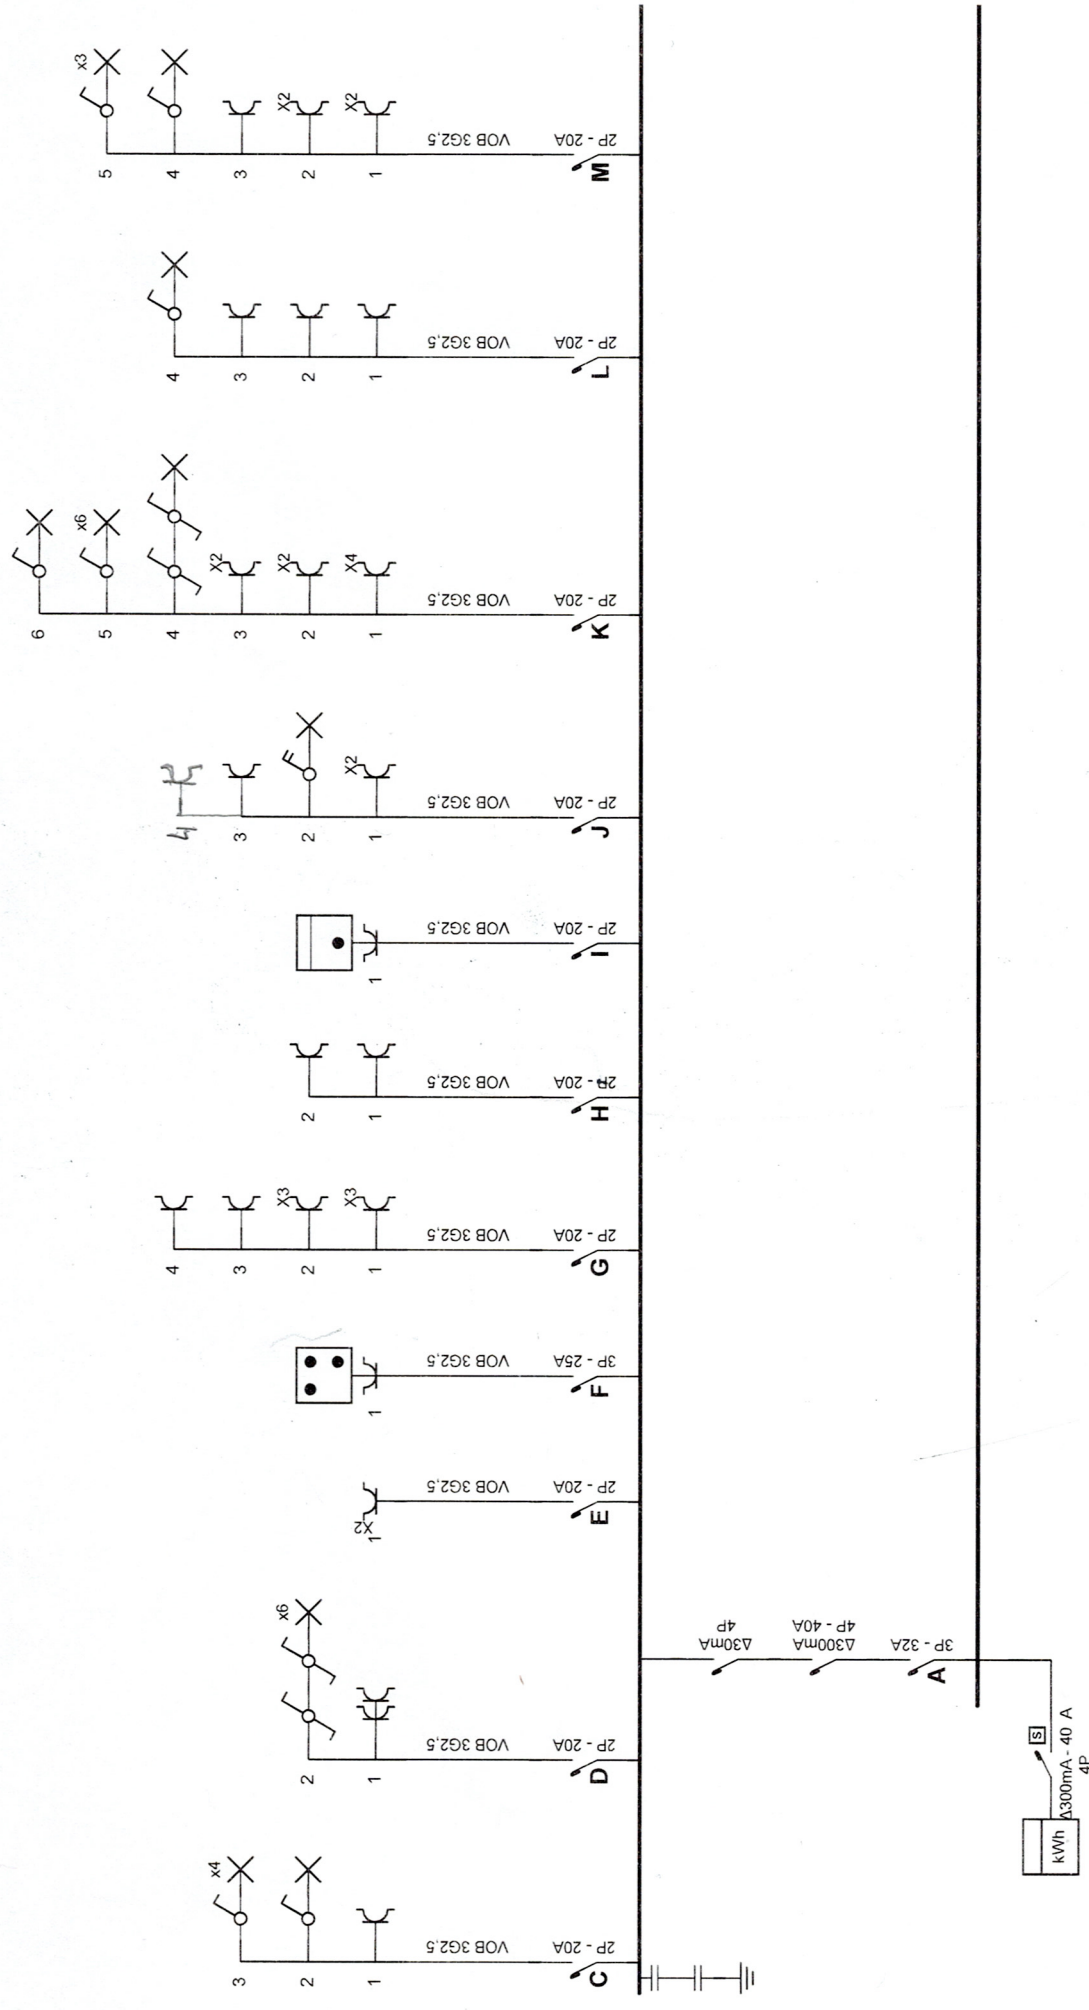 x3
5
4
3
X2
2
X2
1
VOB 3G2,5
2P - 20A
M
4
3
2
1
VOB 3G2,5
2P - 20A
L
6
x6
5
4
X2
3
X2
2
X4
1
VOB 3G2,5
2P - 20A
K
4
3
2
X2
1
F
VOB 3G2,5
2P - 20A
J
1
VOB 3G2,5
2P - 20A
I
2
1
VOB 3G2,5
2P - 20A
H
4
3
X3
2
X3
1
VOB 3G2,5
2P - 20A
G
1
VOB 3G2,5
3P - 25A
F
X2
1
VOB 3G2,5
2P - 20A
E
x6
2
1
VOB 3G2,5
2P - 20A
D
x4
3
2
1
VOB 3G2,5
2P - 20A
C
Δ30mA
4P
Δ300mA
4P - 40A
3P - 32A
A
S
Δ300mA - 40 A
4P
kWh